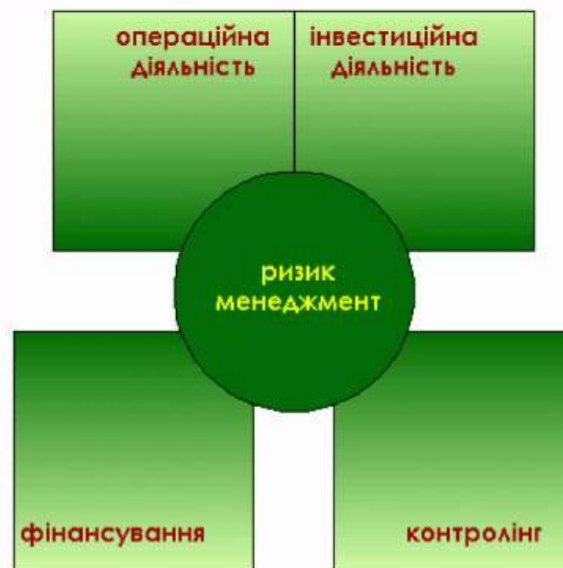 операційна
діяльність
інвестиційна
діяльність
ризик
менеджмент
фінансування
контролінг